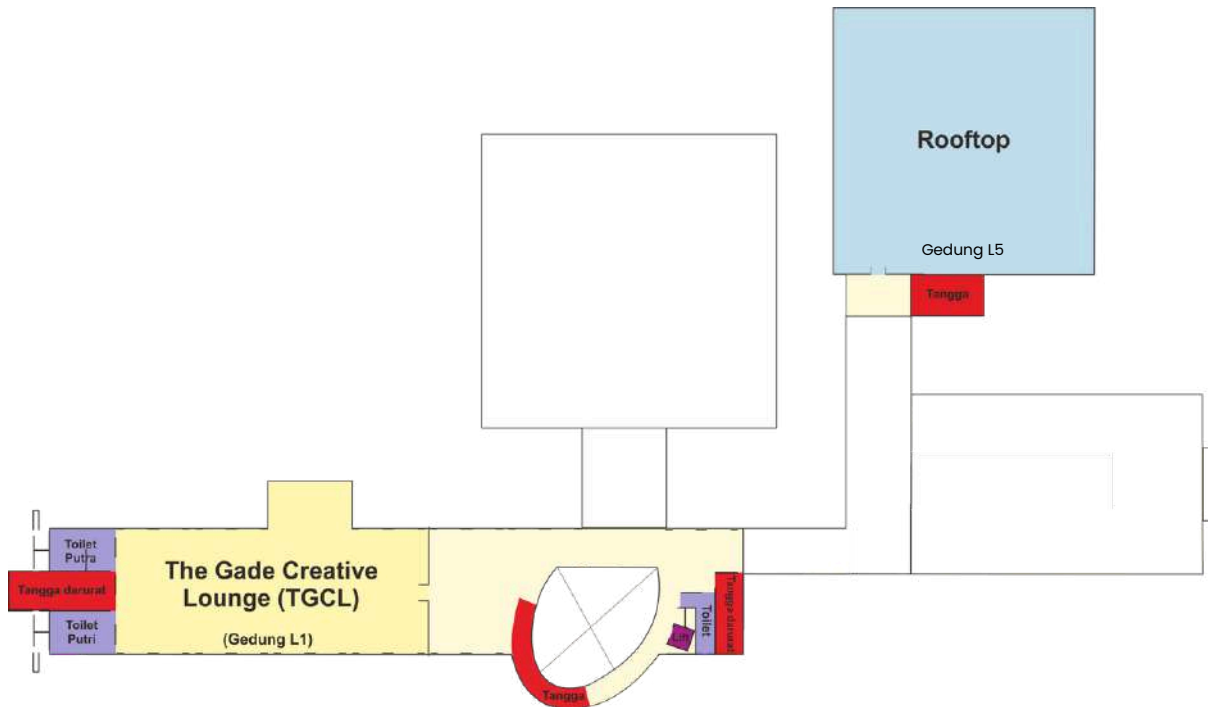 Rooftop
Gedung L5
Tangga
Toilet
Putra
Tangga darurat
Toilet
Putri
The Gade Creative
Lounge (TGCL)
(Gedung L1)
Tangga
Lift
Toilet
Tangga darurat